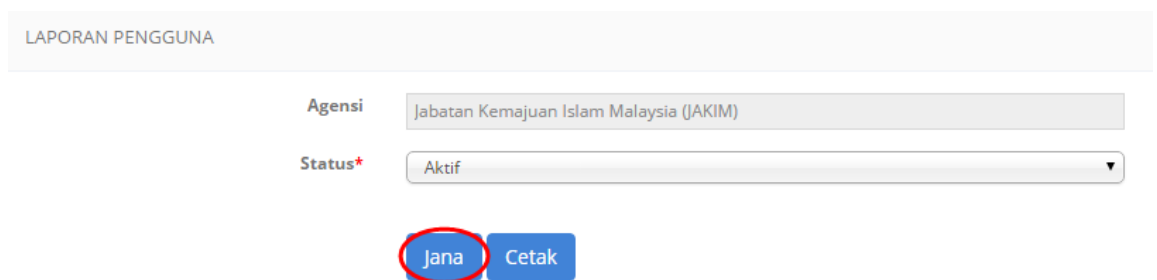 LAPORAN PENGGUNA
Agensi Jabatan Kemajuan Islam Malaysia (JAKIM)
Status* Aktif
Jana Cetak